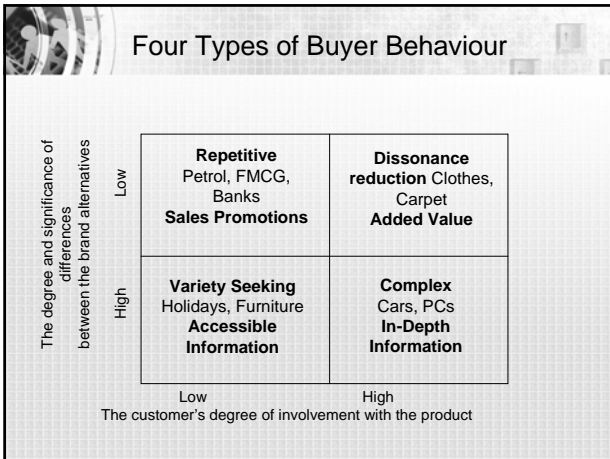 Four Types of Buyer Behaviour
The degree and significance of
differences
between the brand alternatives
Low
Repetitive
Petrol, FMCG,
Banks
Sales Promotions
Dissonance
reduction Clothes,
Carpet
Added Value
High
Variety Seeking
Holidays, Furniture
Accessible
Information
Complex
Cars, PCs
In-Depth
Information
Low
High
The customer's degree of involvement with the product